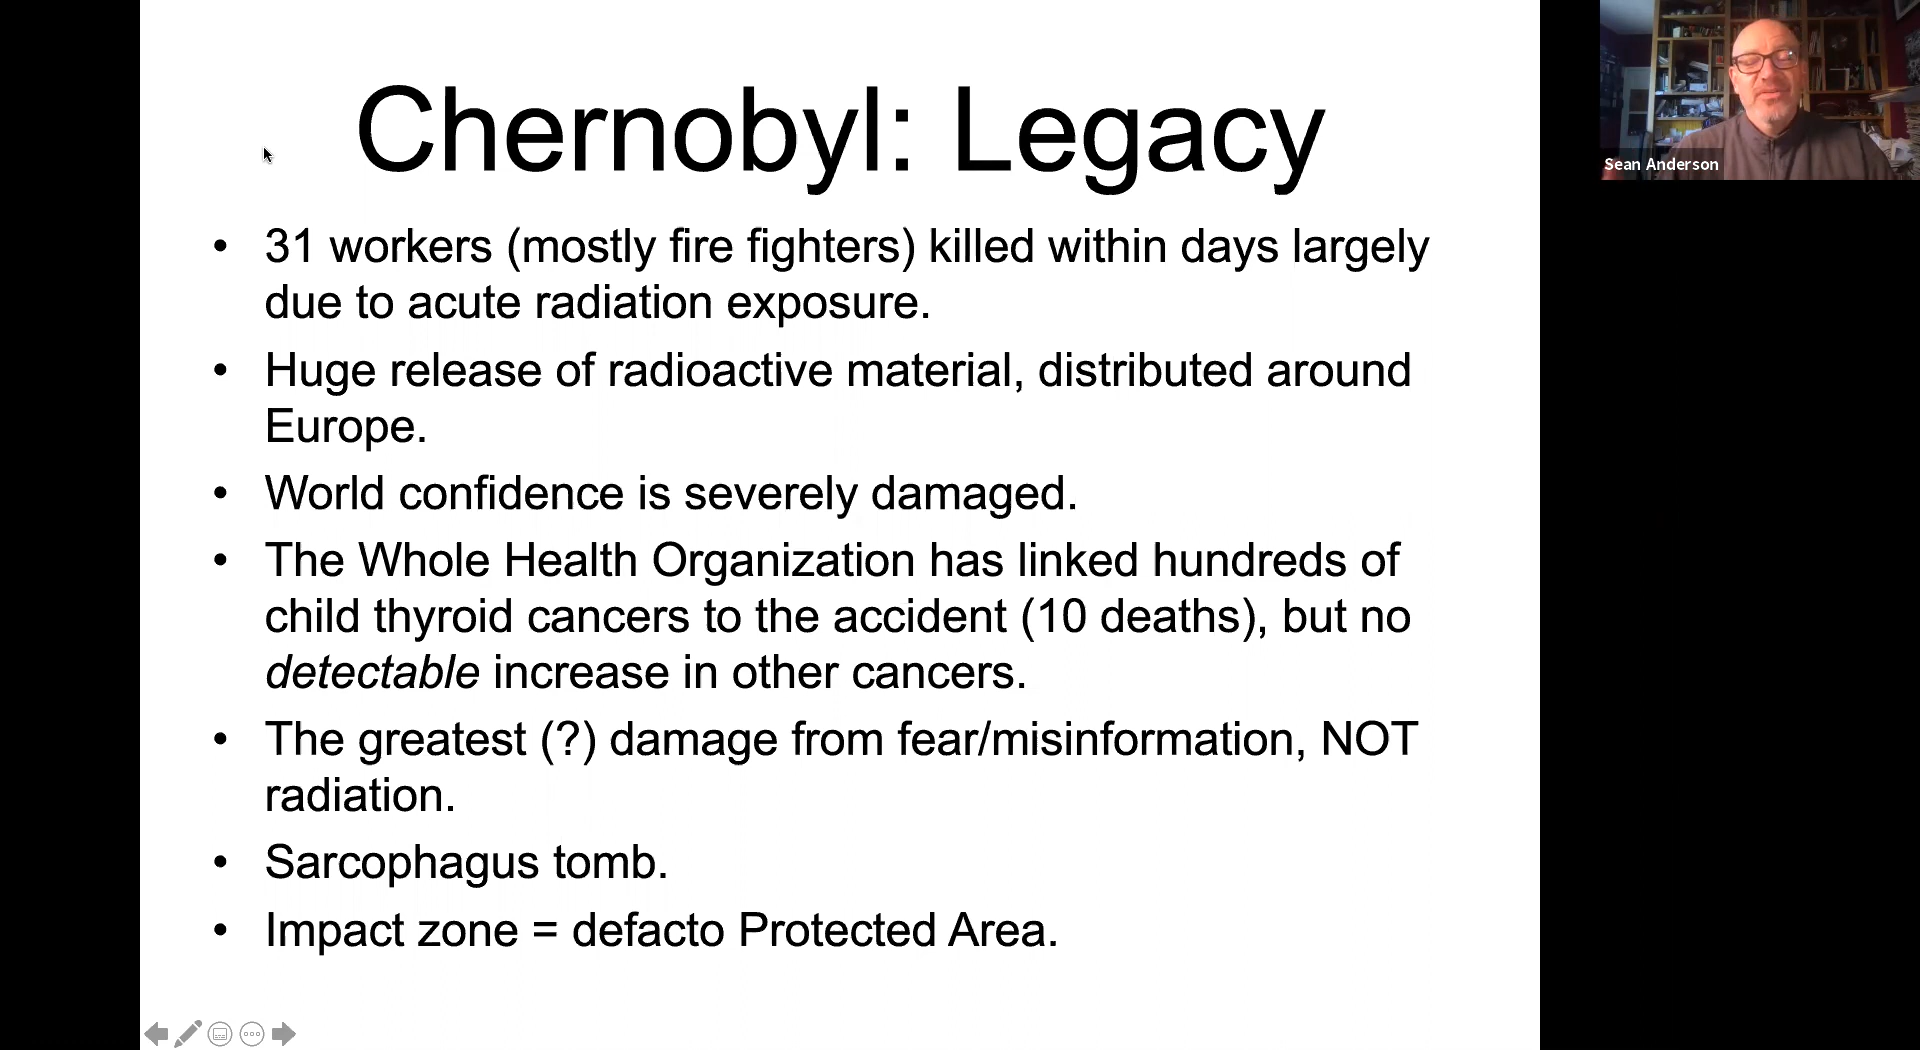 Chernobyl: Legacy
• 31 workers (mostly fire fighters) killed within days largely
due to acute radiation exposure.
• Huge release of radioactive material, distributed around
Europe.
• World confidence is severely damaged.
• The Whole Health Organization has linked hundreds of
child thyroid cancers to the accident (10 deaths), but no
detectable increase in other cancers.
• The greatest (?) damage from fear/misinformation, NOT
radiation.
• Sarcophagus tomb.
• Impact zone = defacto Protected Area.
Sean Anderson